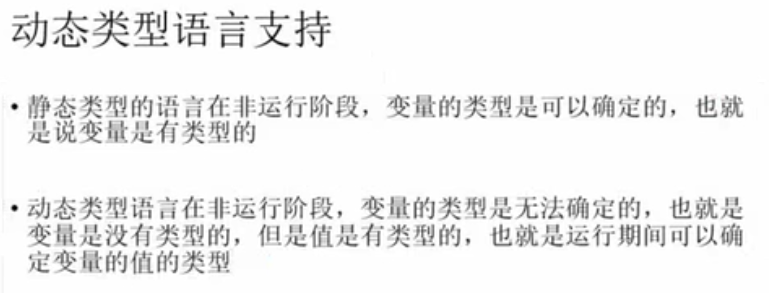 动态类型语言支持
• 静态类型的语言在非运行阶段，变量的类型是可以确定的，也就
是说变量是有类型的
• 动态类型语言在非运行阶段，变量的类型是无法确定的，也就是
变量是没有类型的，但是值是有类型的，也就是运行期间可以确
定变量的值的类型